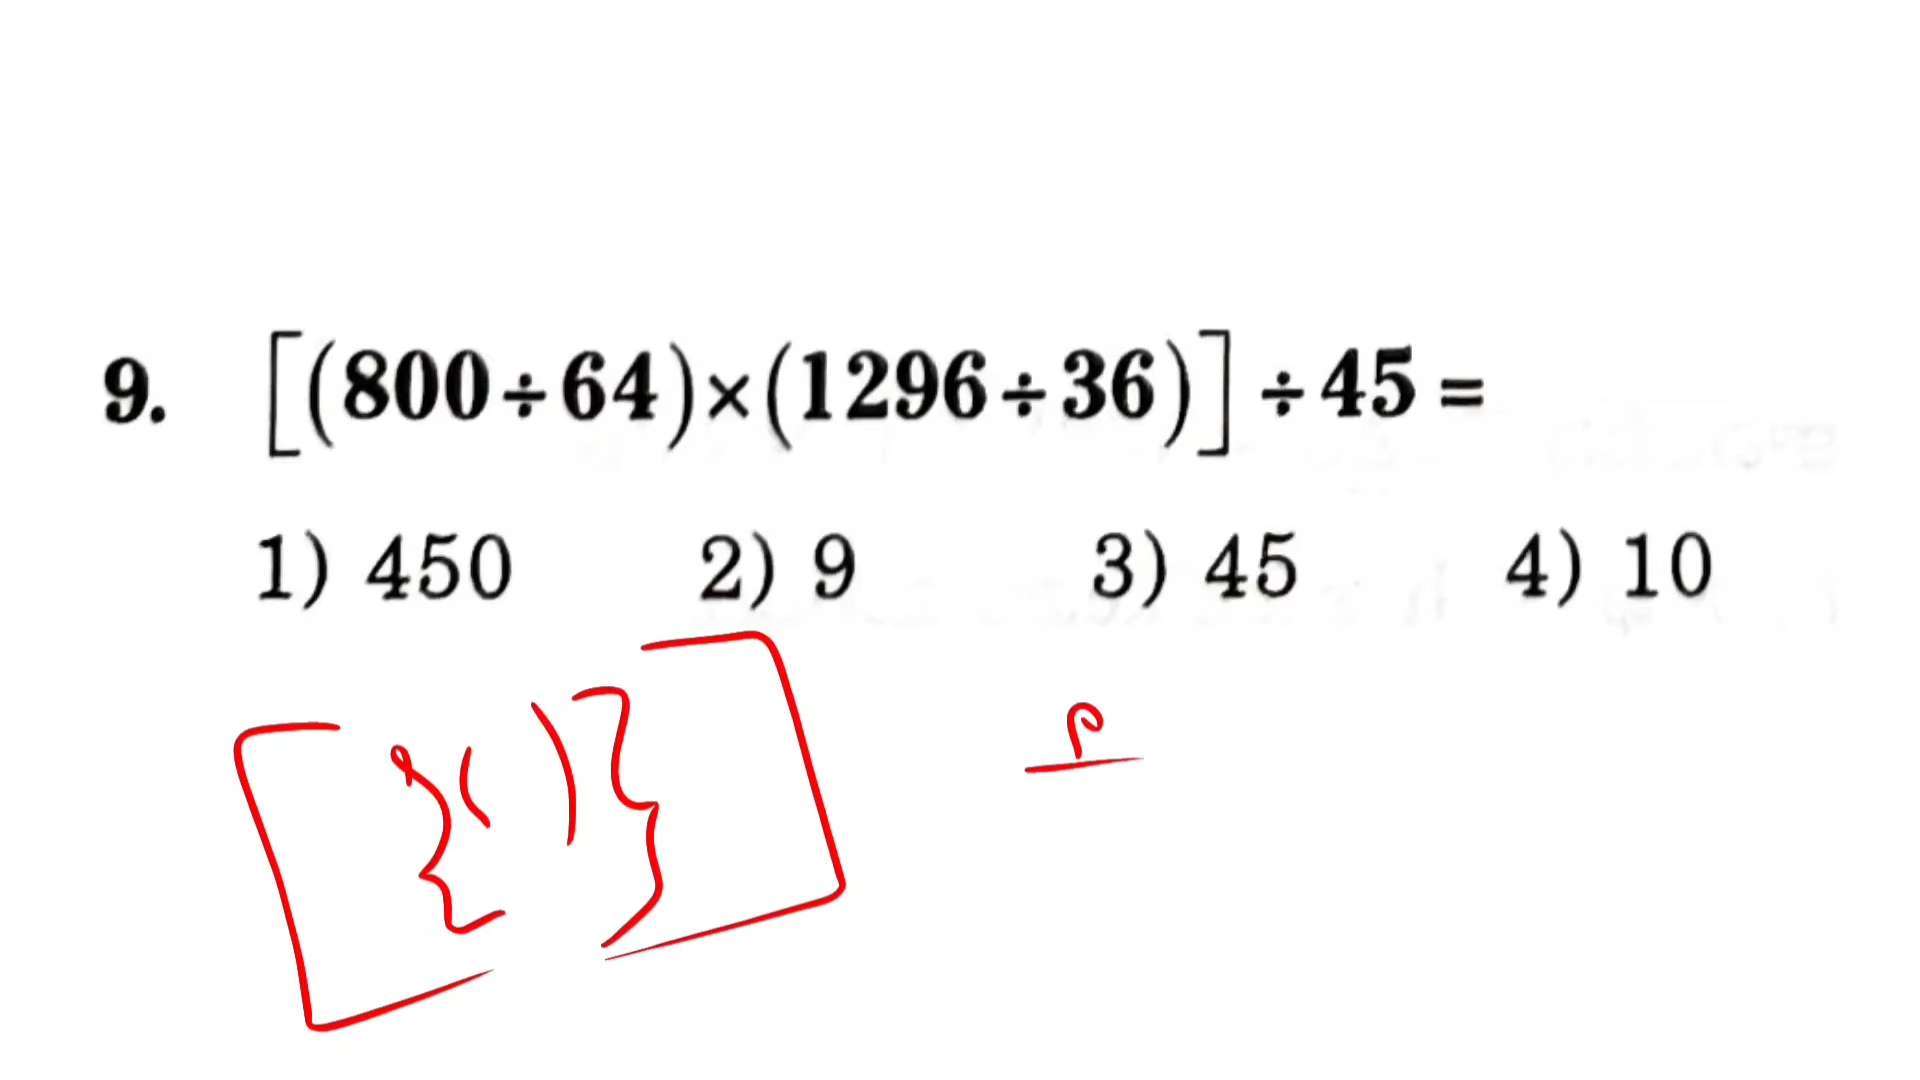 9. [(800÷64)×(1296÷36)]÷45=
1) 450 2) 9 3) 45 4) 10
[{( )}]